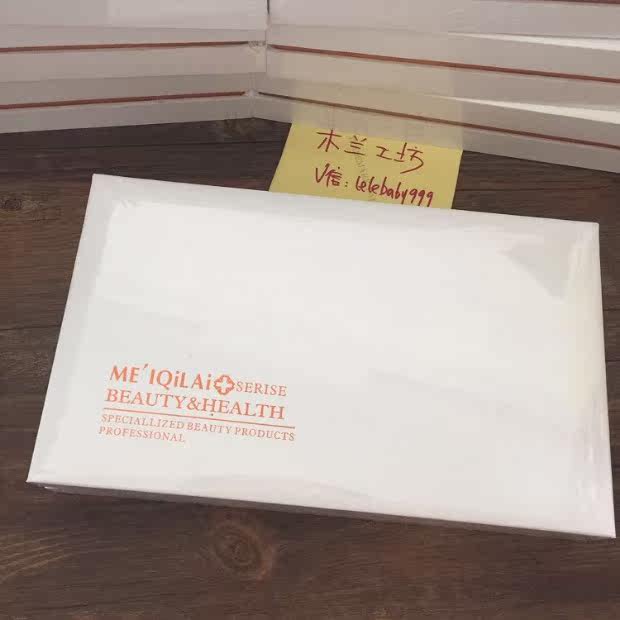 木兰工坊
V信：lelebaby999
ME'IQiLAi SERISE
BEAUTY&HEALTH
SPECIALLIZED BEAUTY PRODUCTS
PROFESSIONAL